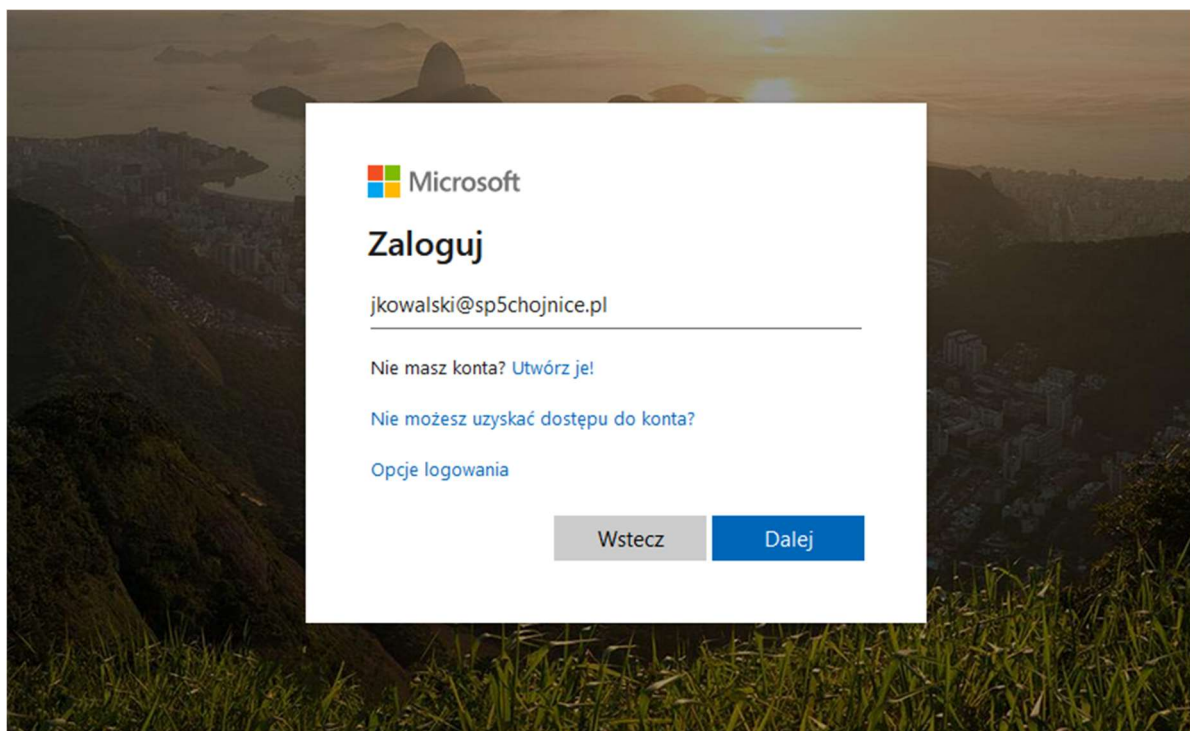 Microsoft
Zaloguj
jkowalski@sp5chojnice.pl
Nie masz konta? Utwórz je!
Nie możesz uzyskać dostępu do konta?
Opcje logowania
Wstecz Dalej